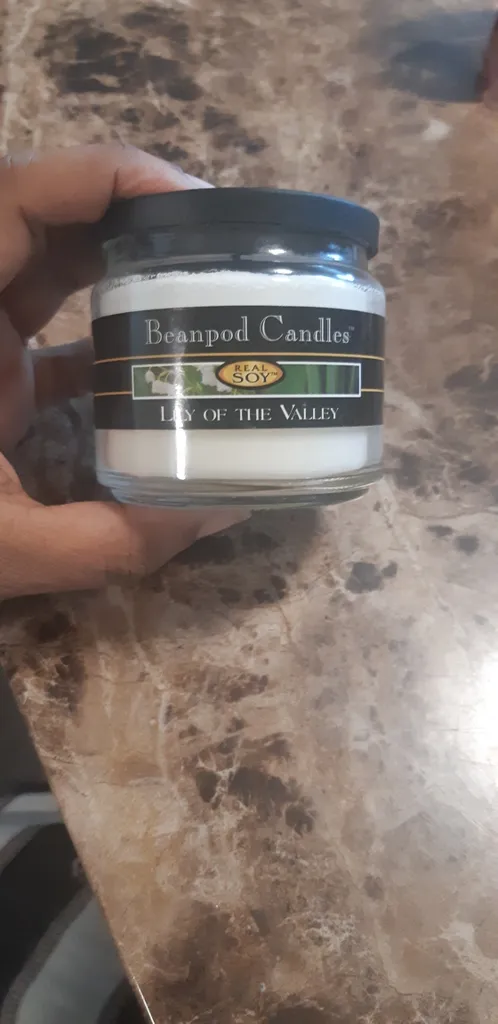 Beanpod Candles™
REAL
SOY™
LILY OF THE VALLEY